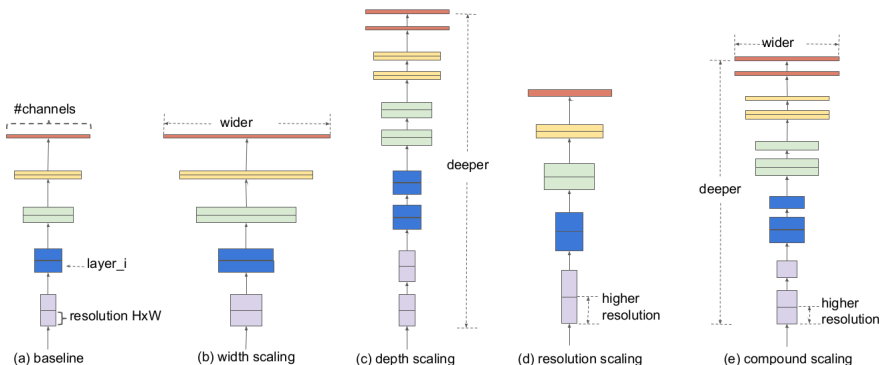 #channels
layer_i
resolution HxW
(a) baseline
wider
(b) width scaling
deeper
(c) depth scaling
higher
resolution
(d) resolution scaling
wider
deeper
higher
resolution
(e) compound scaling